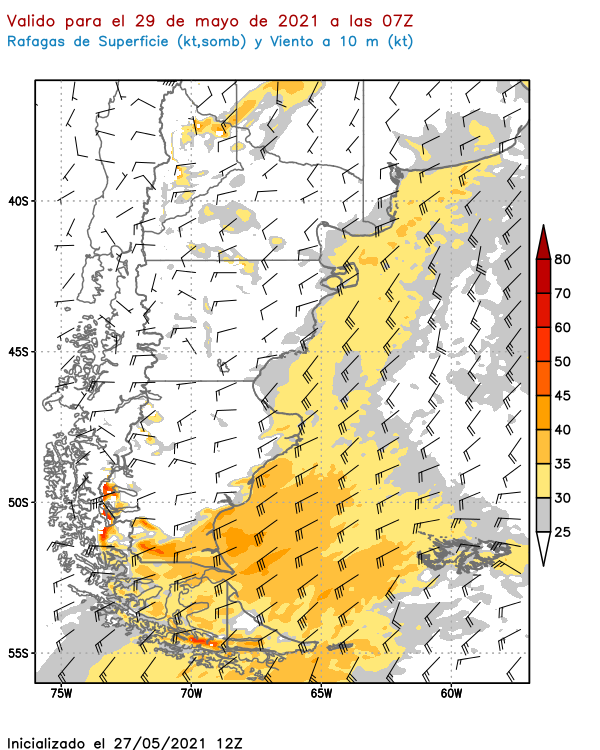 Valido para el 29 de mayo de 2021 a las 07Z
Rafagas de Superficie (kt,somb) y Viento a 10 m (kt)
80
70
60
50
45
40
35
30
25
40S
45S
50S
55S
75W 70W 65W 60W
Inicializado el 27/05/2021 12Z